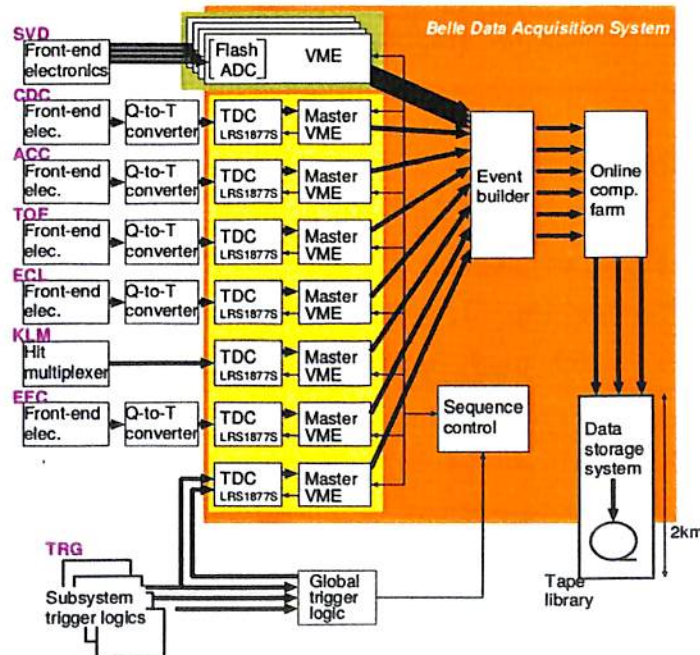 Belle Data Acquisition System
SVD
Front-end
electronics
Flash
ADC
VME
CDC
Front-end
elec.
Q-to-T
converter
TDC
LRS1877S
Master
VME
ACC
Front-end
elec.
Q-to-T
converter
TDC
LRS1877S
Master
VME
Event
builder
Online
comp.
farm
TOF
Front-end
elec.
Q-to-T
converter
TDC
LRS1877S
Master
VME
ECL
Front-end
elec.
Q-to-T
converter
TDC
LRS1877S
Master
VME
KLM
Hit
multiplexer
TDC
LRS1877S
Master
VME
EFC
Front-end
elec.
Q-to-T
converter
TDC
LRS1877S
Master
VME
Sequence
control
Data
storage
system
TDC
LRS1877S
Master
VME
2km
TRG
Subsystem
trigger logics
Global
trigger
logic
Tape
library